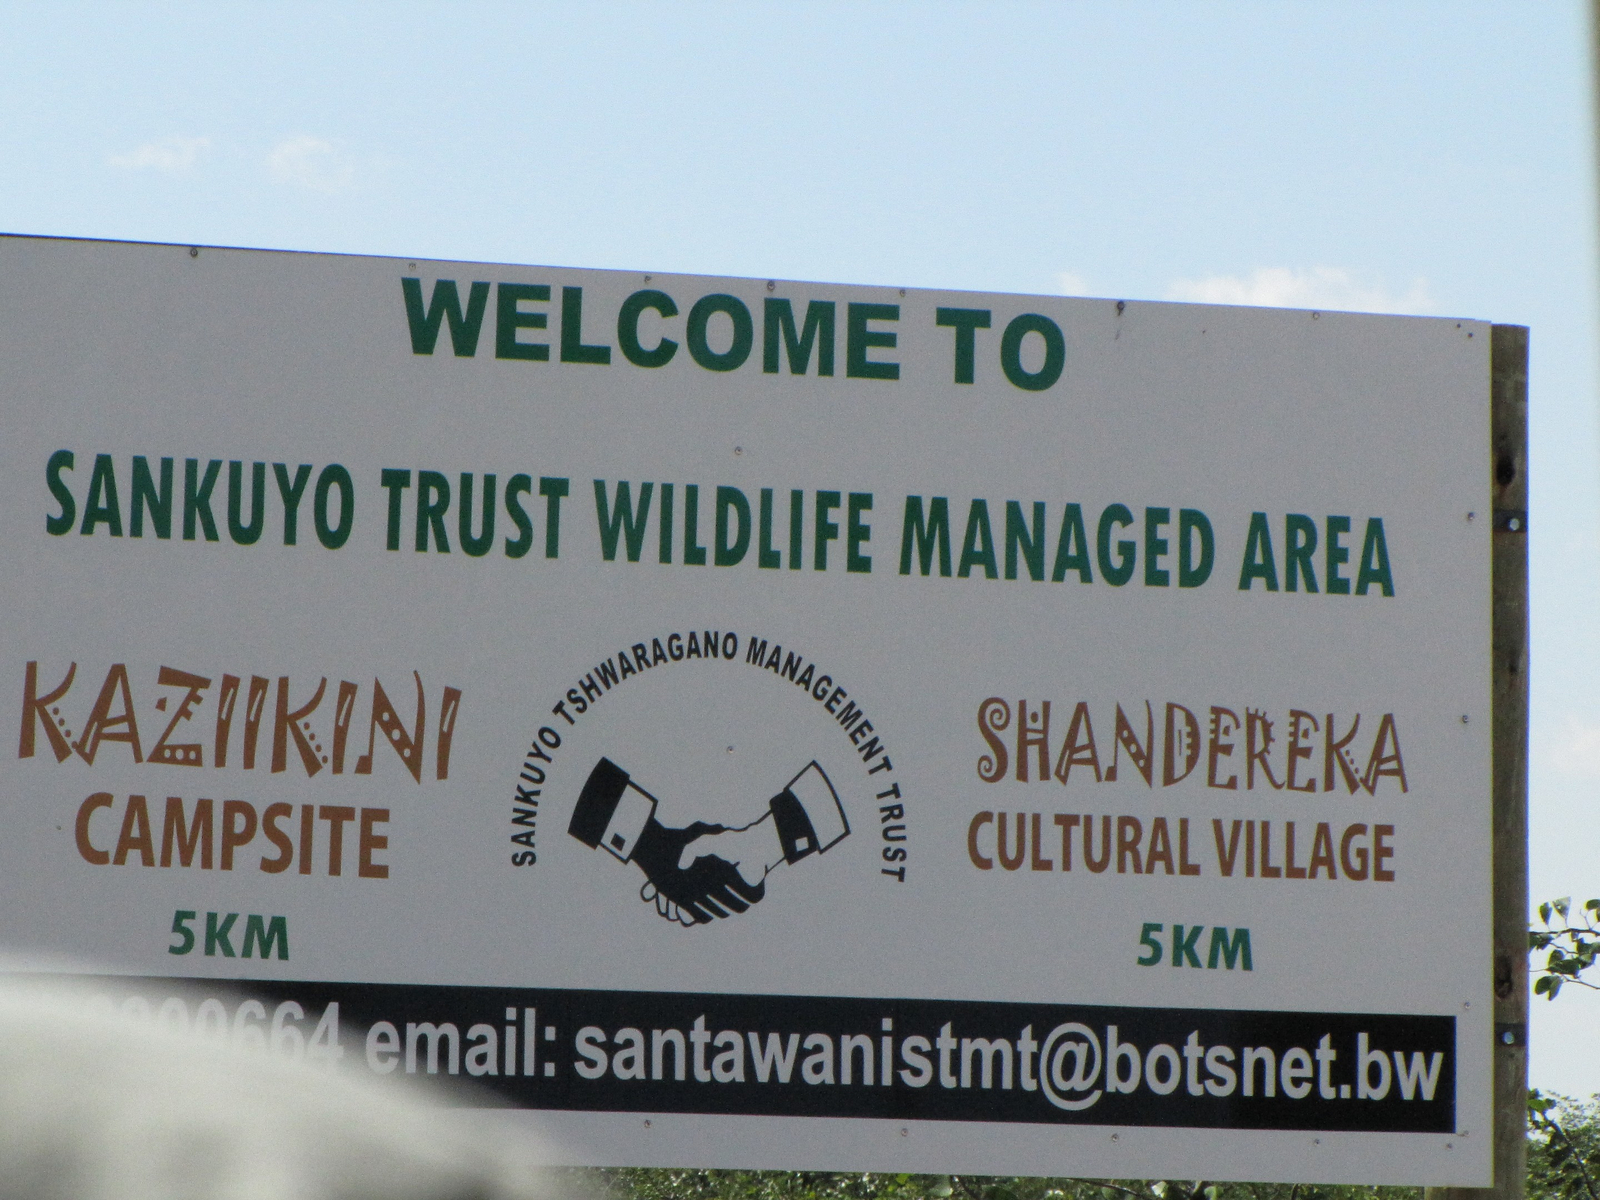 WELCOME TO
SANKUYO TRUST WILDLIFE MANAGED AREA
KAZIIKINI
CAMPSITE
5KM
SANKUYO TSHWARAGANO MANAGEMENT TRUST
SHANDEREKA
CULTURAL VILLAGE
5KM
email: santawanistmt@botsnet.bw